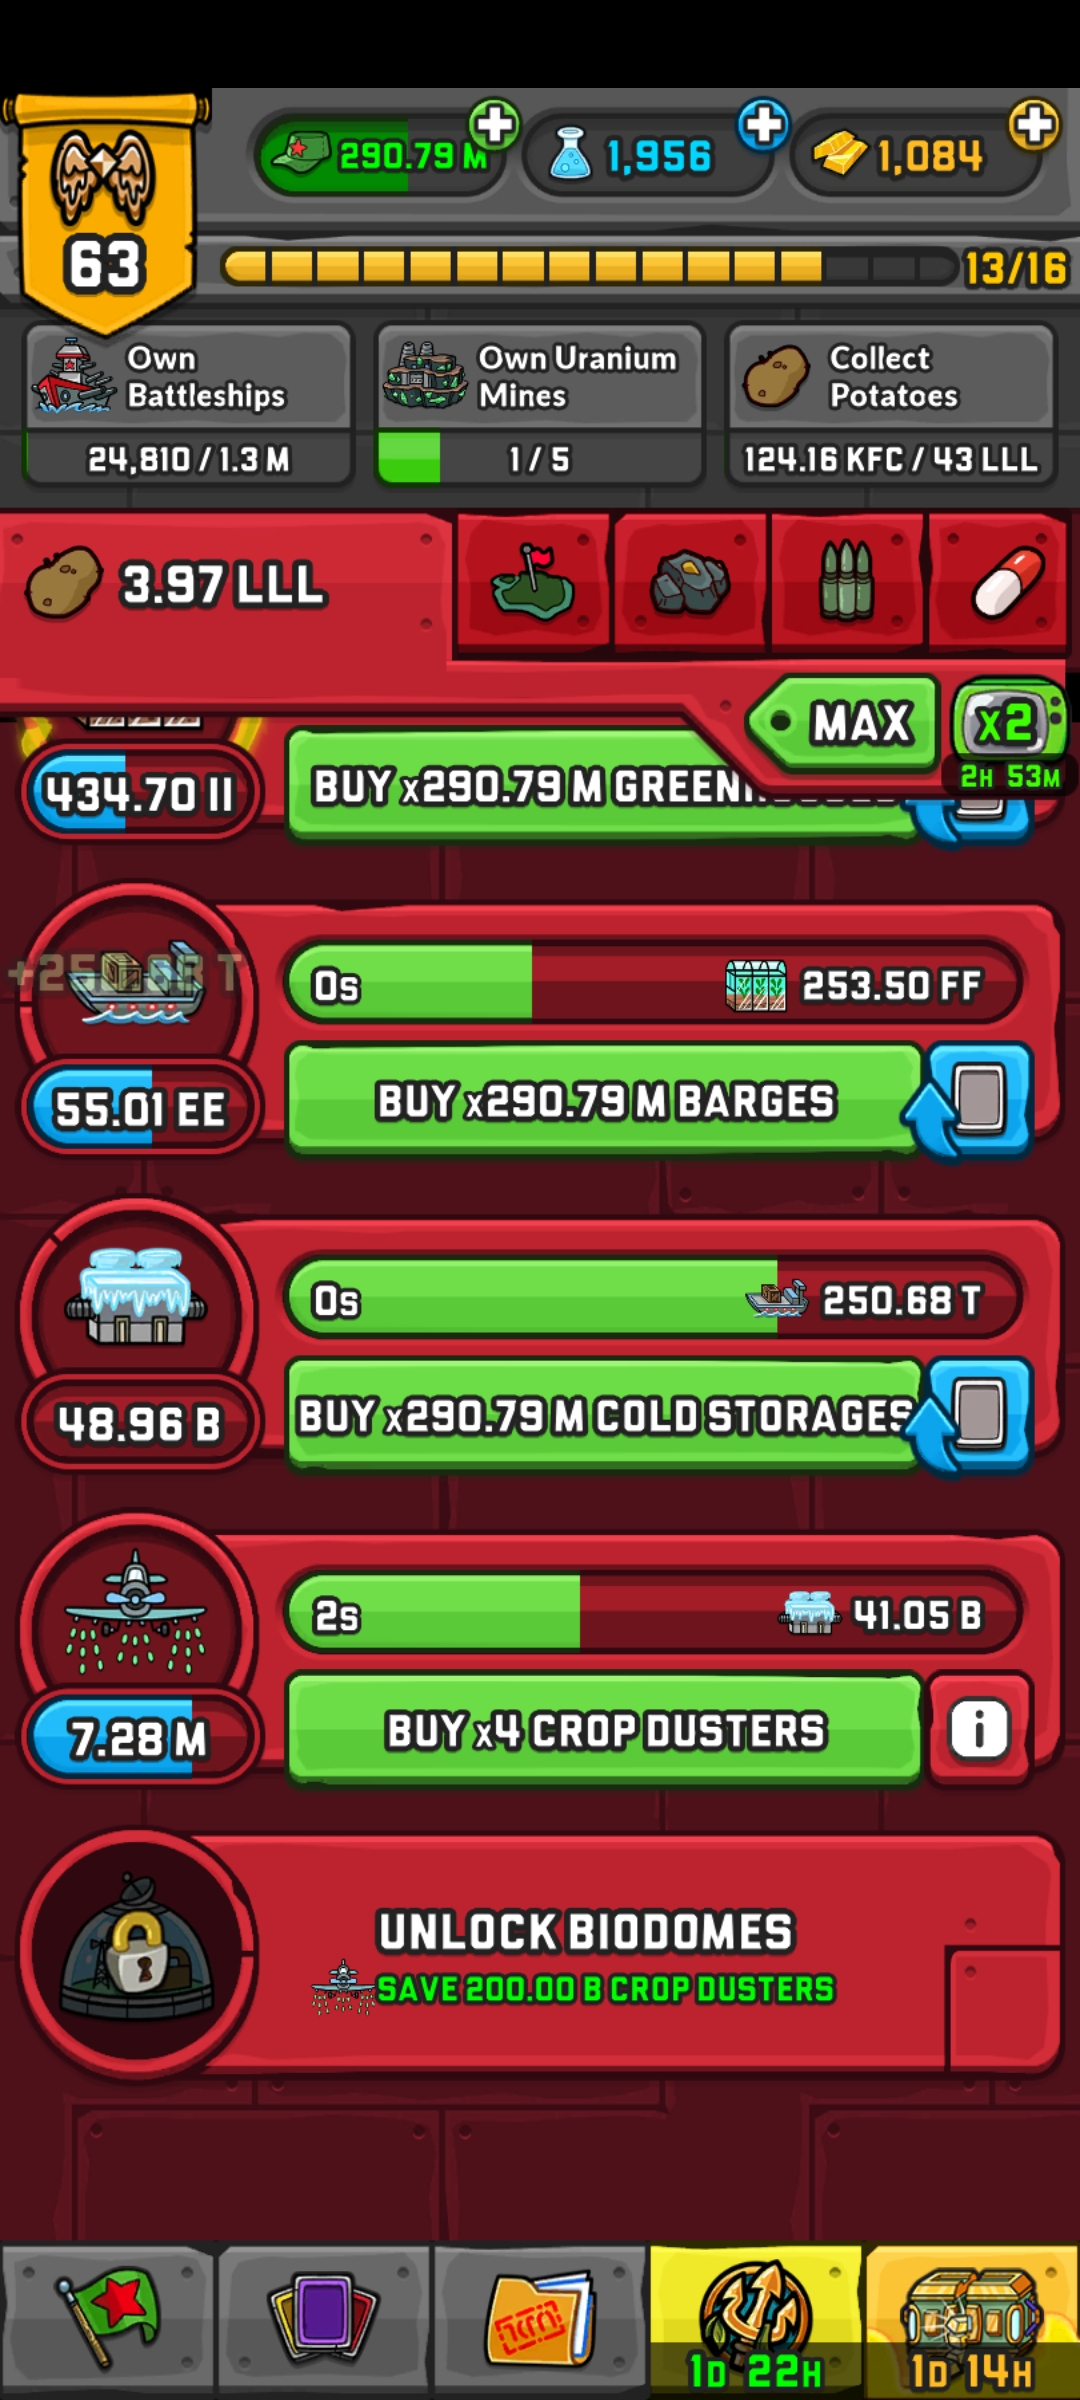 290.79 M
1,956
1,084
63
13/16
Own
Battleships
24,810 / 1.3 M
Own Uranium
Mines
1 / 5
Collect
Potatoes
124.16 KFC / 43 LLL
3.97 LLL
MAX
X2
2H 53M
434.70 II
BUY x290.79 M
0s
253.50 FF
55.01 EE
BUY x290.79 M BARGES
0s
250.68 T
48.96 B
BUY x290.79 M COLD STORAGES
2s
41.05 B
7.28 M
BUY x4 CROP DUSTERS
i
UNLOCK BIODOMES
SAVE 200.00 B CROP DUSTERS
1D 22H
1D 14H